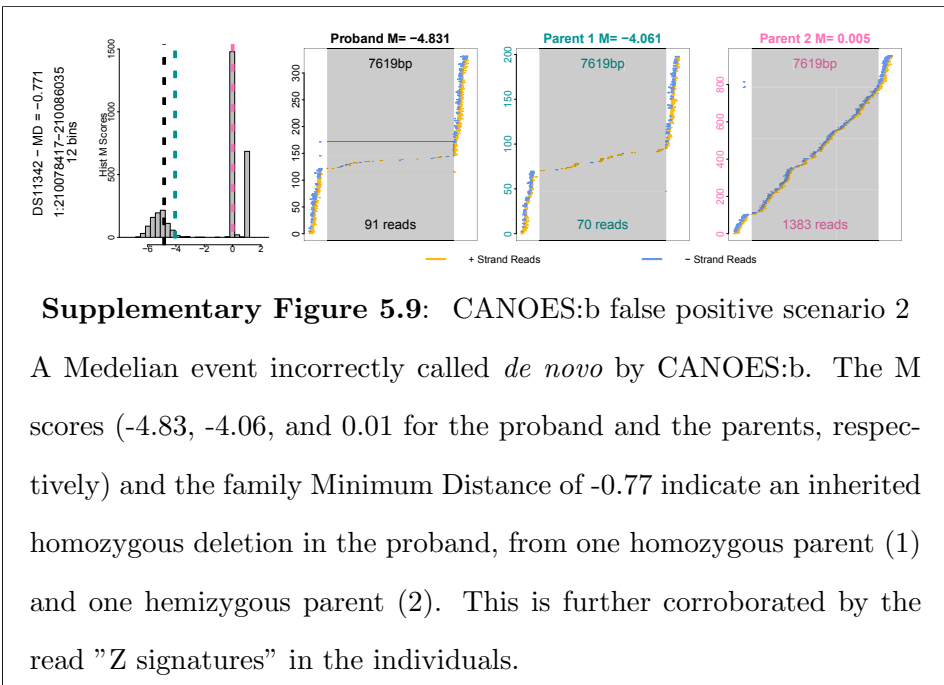 DS11342 − MD = −0.771
1:210078417−210086035
12 bins
Hist M Scores
0 500 1000 1500
−6 −4 −2 0 2
Proband M= −4.831
7619bp
91 reads
0 50 100 150 200 250 300
Parent 1 M= −4.061
7619bp
70 reads
0 50 100 150 200
Parent 2 M= 0.005
7619bp
1383 reads
0 200 400 600 800
+ Strand Reads
− Strand Reads
Supplementary Figure 5.9: CANOES:b false positive scenario 2
A Medelian event incorrectly called de novo by CANOES:b. The M
scores (-4.83, -4.06, and 0.01 for the proband and the parents, respec-
tively) and the family Minimum Distance of -0.77 indicate an inherited
homozygous deletion in the proband, from one homozygous parent (1)
and one hemizygous parent (2). This is further corroborated by the
read ”Z signatures” in the individuals.